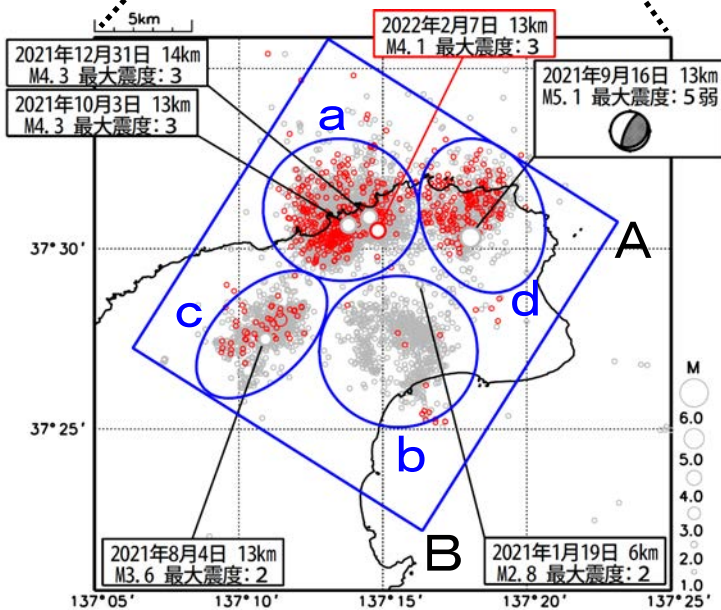 5km
2021年12月31日 14km
M4.3 最大震度：3
2021年10月3日 13km
M4.3 最大震度：3
2022年2月7日 13km
M4.1 最大震度：3
2021年9月16日 13km
M5.1 最大震度：5弱
a
37°30′
A
c
d
M
6.0
5.0
4.0
3.0
2.0
1.0
37°25′
b
2021年8月4日 13km
M3.6 最大震度：2
B
2021年1月19日 6km
M2.8 最大震度：2
137°05′
137°10′
137°15′
137°20′
137°25′